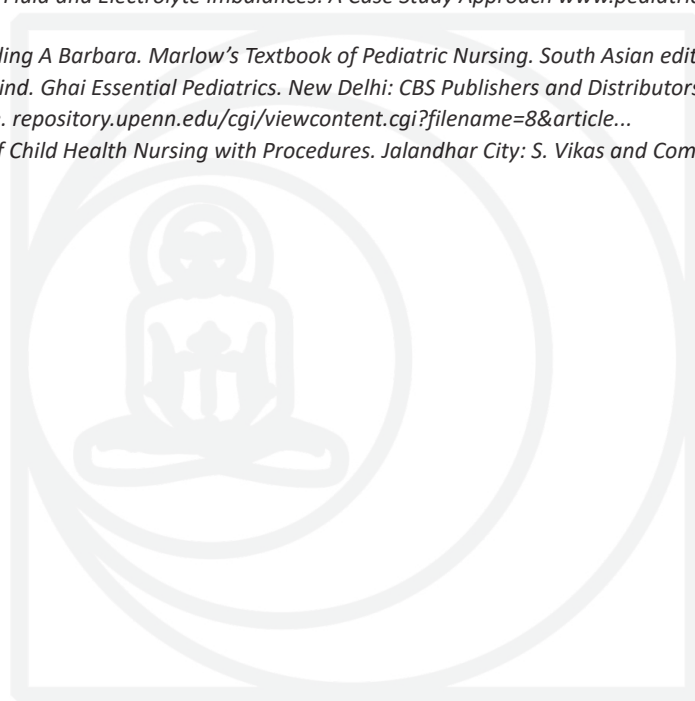 Fluid and Electrolyte Imbalances: A Case Study Approach www.pediatric
ling A Barbara. Marlow's Textbook of Pediatric Nursing. South Asian edit
ind. Ghai Essential Pediatrics. New Delhi: CBS Publishers and Distributors
. repository.upenn.edu/cgi/viewcontent.cgi?filename=8&article...
f Child Health Nursing with Procedures. Jalandhar City: S. Vikas and Com